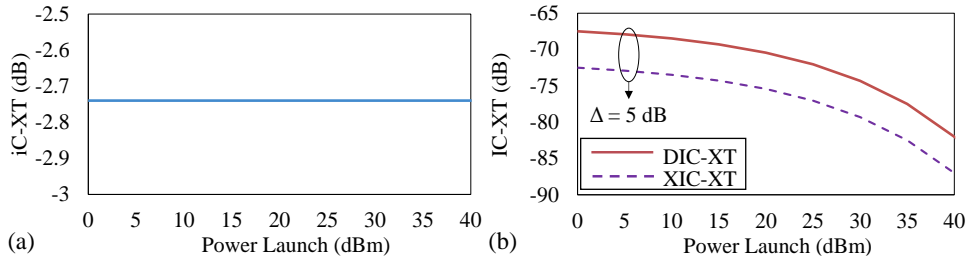 -2.5
-2.6
-2.7
-2.8
-2.9
-3
iC-XT (dB)
0 5 10 15 20 25 30 35 40
Power Launch (dBm)
(a)
-65
-70
-75
-80
-85
-90
IC-XT (dB)
Δ = 5 dB
DIC-XT
XIC-XT
0 5 10 15 20 25 30 35 40
Power Launch (dBm)
(b)